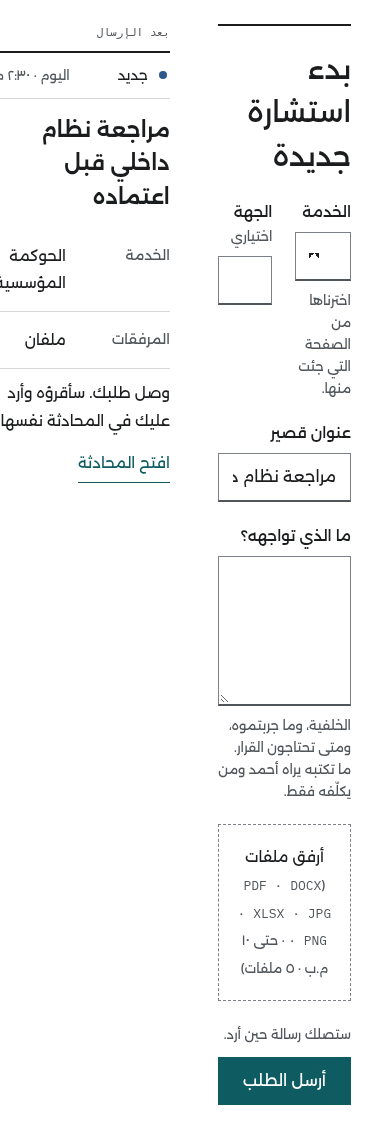 بدء
استشارة
جديدة
الخدمة
اخترناها
من
الصفحة
التي جئت
منها.
الجهة
اختياري
عنوان قصير
مراجعة نظام د
ما الذي تواجهه؟
الخلفية، وما جربتموه،
ومتى تحتاجون القرار.
ما تكتبه يراه أحمد ومن
يكلّفه فقط.
أرفق ملفات
(PDF · DOCX
· XLSX · JPG
PNG · · حتى ١٠
م.ب · ٥ ملفات)
ستصلك رسالة حين أرد.
أرسل الطلب
بعد الإرسال
جديد
اليوم ٢:٣٠ ·
مراجعة نظام
داخلي قبل
اعتماده
الخدمة
الحوكمة
المؤسسية
المرفقات
ملفان
وصل طلبك. سأقرؤه وأرد
عليك في المحادثة نفسها
افتح المحادثة